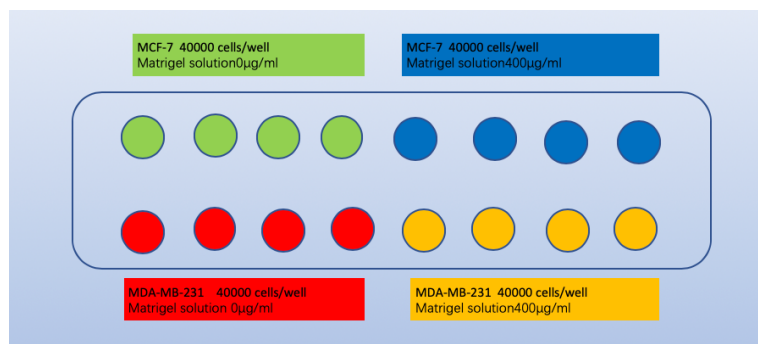 MCF-7 40000 cells/well
Matrigel solution0μg/ml
MCF-7 40000 cells/well
Matrigel solution400μg/ml
MDA-MB-231 40000 cells/well
Matrigel solution 0μg/ml
MDA-MB-231 40000 cells/well
Matrigel solution400μg/ml